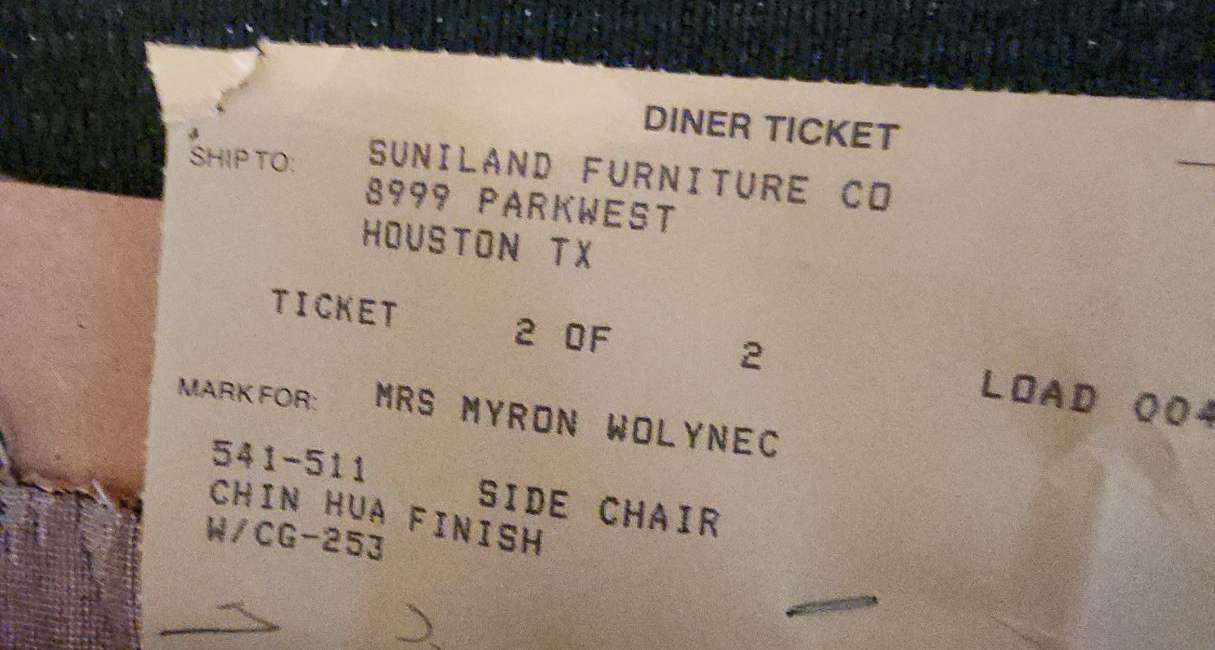 DINER TICKET
SHIP TO: SUNILAND FURNITURE CO
8999 PARKWEST
HOUSTON TX
TICKET 2 OF 2
LOAD 004
MARK FOR: MRS MYRON WOLYNEC
541-511 SIDE CHAIR
CHIN HUA FINISH
W/CG-253